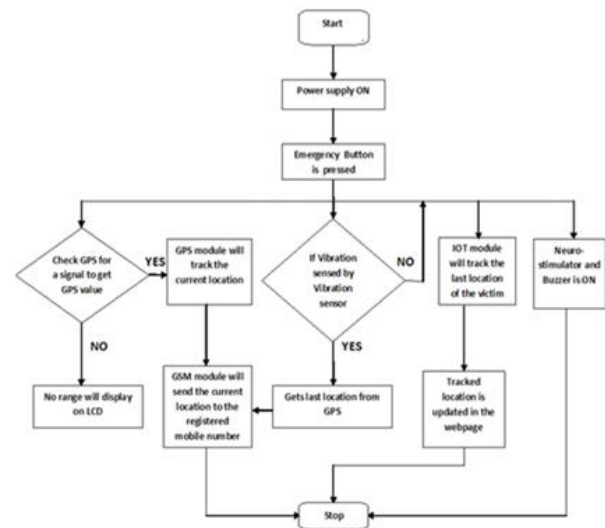 Start
Power supply ON
Emergency Button
is pressed
Check GPS for
a signal to get
GPS value
YES
GPS module will
track the
current location
If Vibration
sensed by
Vibration
sensor
NO
IOT module
will track the
last location
of the victim
Neuro-
stimulator and
Buzzer is ON
NO
YES
No range will display
on LCD
GSM module will
send the current
location to the
registered
mobile number
Gets last location from
GPS
Tracked
location is
updated in the
webpage
Stop